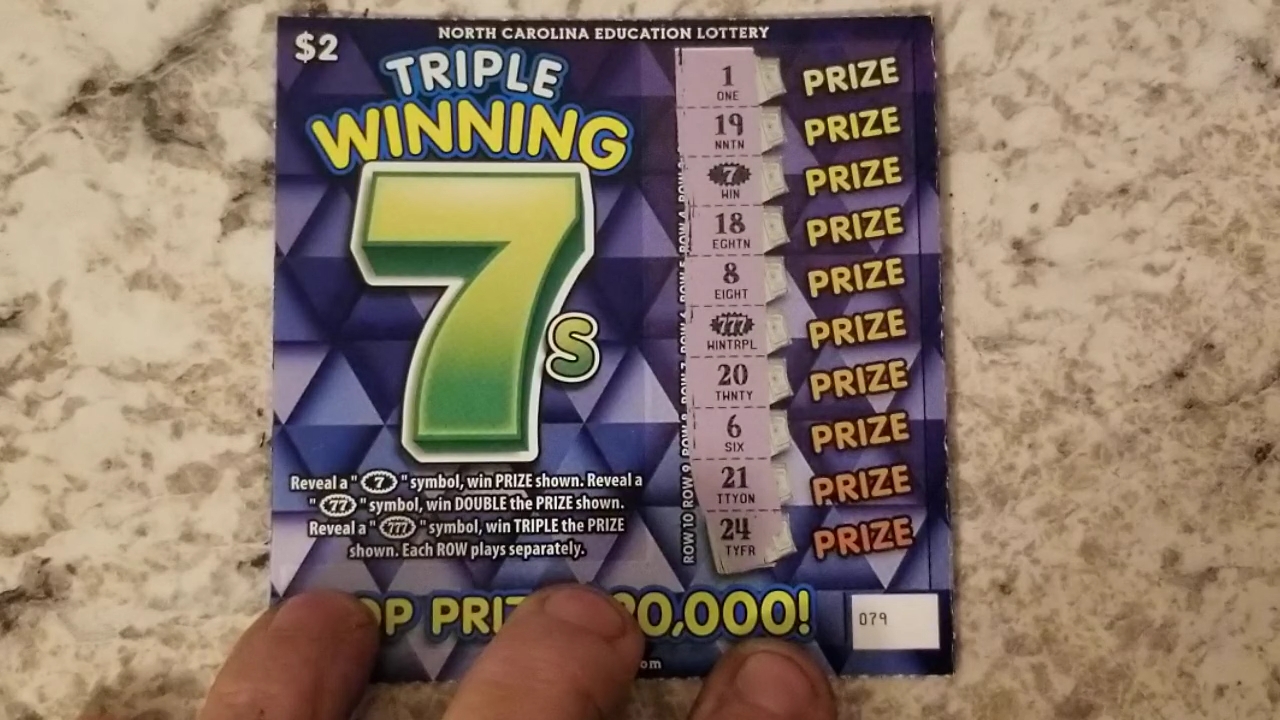 NORTH CAROLINA EDUCATION LOTTERY
$2
TRIPLE
WINNING
7s
Reveal a " 7 " symbol, win PRIZE shown. Reveal a
" 77 " symbol, win DOUBLE the PRIZE shown.
Reveal a " 777 " symbol, win TRIPLE the PRIZE
shown. Each ROW plays separately.
1
ONE
PRIZE
19
NNTN
PRIZE
7
WIN
PRIZE
18
EGHTN
PRIZE
8
EIGHT
PRIZE
777
WINTRPL
PRIZE
20
TWNTY
PRIZE
6
SIX
PRIZE
21
TTYON
PRIZE
24
TYFR
PRIZE
ROW 10 ROW 9 ROW 8 ROW 7 ROW 6 ROW 5 ROW 4
0,000!
079